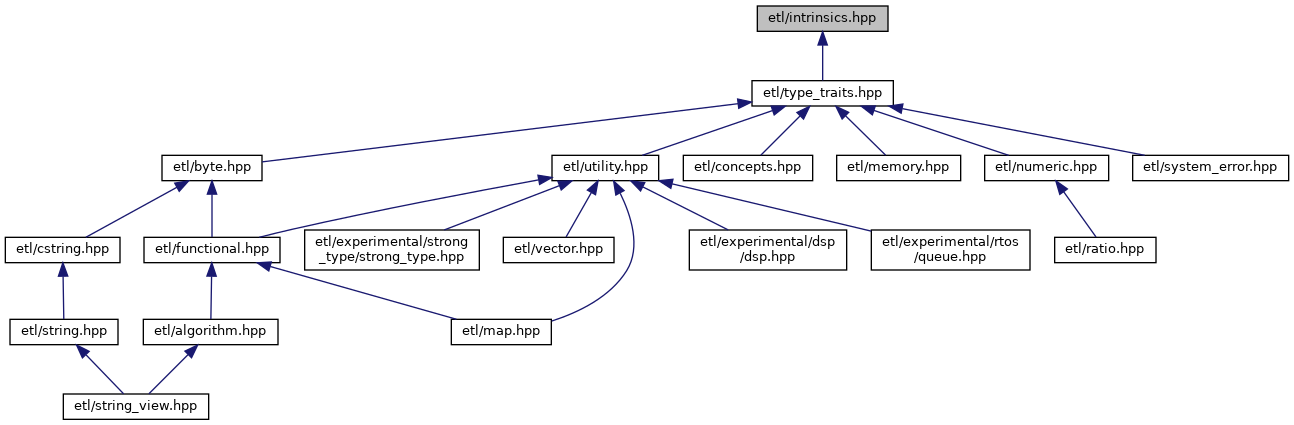 etl/intrinsics.hpp
etl/type_traits.hpp
etl/byte.hpp
etl/utility.hpp
etl/concepts.hpp
etl/memory.hpp
etl/numeric.hpp
etl/system_error.hpp
etl/cstring.hpp
etl/functional.hpp
etl/experimental/strong
_type/strong_type.hpp
etl/vector.hpp
etl/experimental/dsp
/dsp.hpp
etl/experimental/rtos
/queue.hpp
etl/ratio.hpp
etl/string.hpp
etl/algorithm.hpp
etl/map.hpp
etl/string_view.hpp